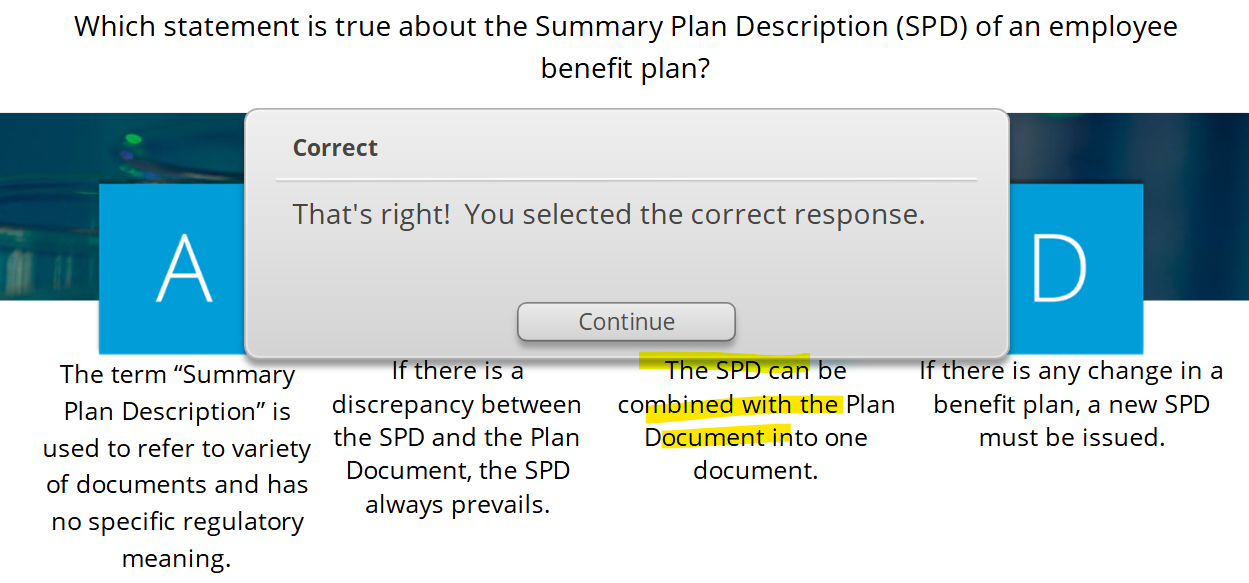 Which statement is true about the Summary Plan Description (SPD) of an employee
benefit plan?
Correct
That's right! You selected the correct response.
Continue
A
D
The term “Summary
Plan Description” is
used to refer to variety
of documents and has
no specific regulatory
meaning.
If there is a
discrepancy between
the SPD and the Plan
Document, the SPD
always prevails.
The SPD can be
combined with the Plan
Document into one
document.
If there is any change in a
benefit plan, a new SPD
must be issued.